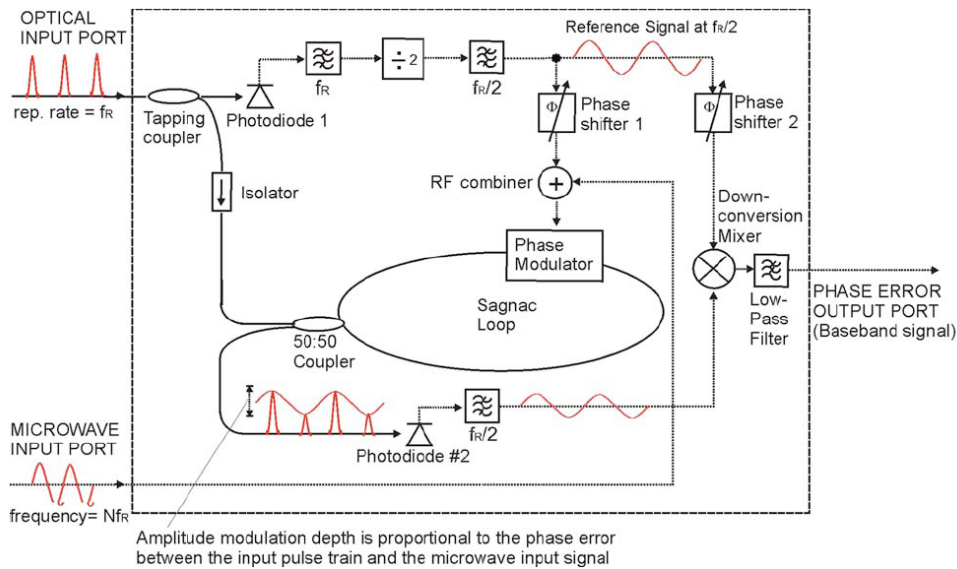 OPTICAL
INPUT PORT
rep. rate = fR
Tapping
coupler
Photodiode 1
fR
÷ 2
fR/2
Reference Signal at fR/2
Φ
Phase
shifter 1
Φ
Phase
shifter 2
Isolator
RF combiner
+
Down-
conversion
Mixer
Phase
Modulator
Sagnac
Loop
50:50
Coupler
Low-
Pass
Filter
PHASE ERROR
OUTPUT PORT
(Baseband signal)
fR/2
Photodiode #2
MICROWAVE
INPUT PORT
frequency= NfR
Amplitude modulation depth is proportional to the phase error
between the input pulse train and the microwave input signal